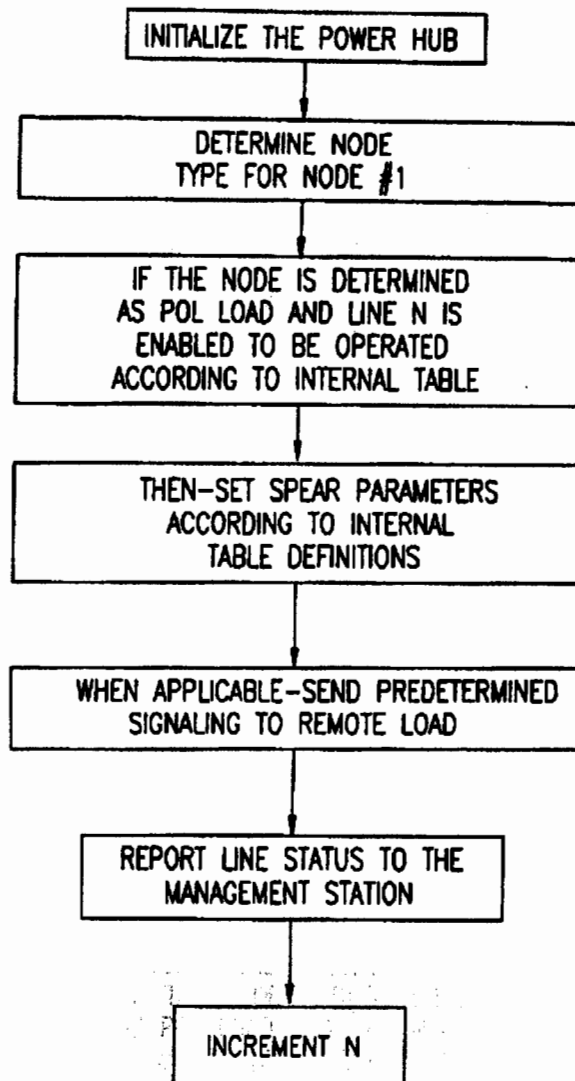 INITIALIZE THE POWER HUB
DETERMINE NODE
TYPE FOR NODE #1
IF THE NODE IS DETERMINED
AS POL LOAD AND LINE N IS
ENABLED TO BE OPERATED
ACCORDING TO INTERNAL TABLE
THEN-SET SPEAR PARAMETERS
ACCORDING TO INTERNAL
TABLE DEFINITIONS
WHEN APPLICABLE-SEND PREDETERMINED
SIGNALING TO REMOTE LOAD
REPORT LINE STATUS TO THE
MANAGEMENT STATION
INCREMENT N